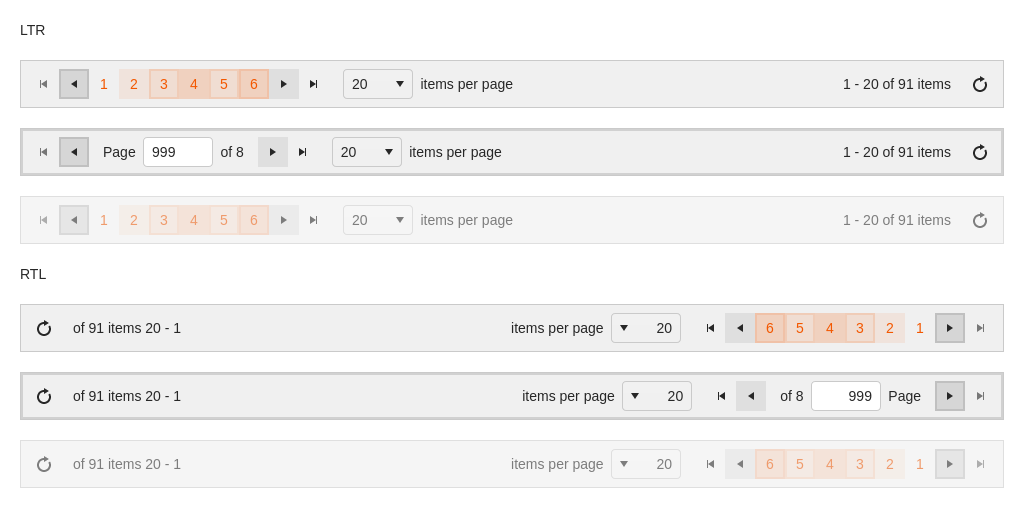 LTR
1 2 3 4 5 6 20 items per page 1 - 20 of 91 items
Page 999 of 8 20 items per page 1 - 20 of 91 items
1 2 3 4 5 6 20 items per page 1 - 20 of 91 items
RTL
of 91 items 20 - 1 items per page 20 6 5 4 3 2 1
of 91 items 20 - 1 items per page 20 of 8 999 Page
of 91 items 20 - 1 items per page 20 6 5 4 3 2 1